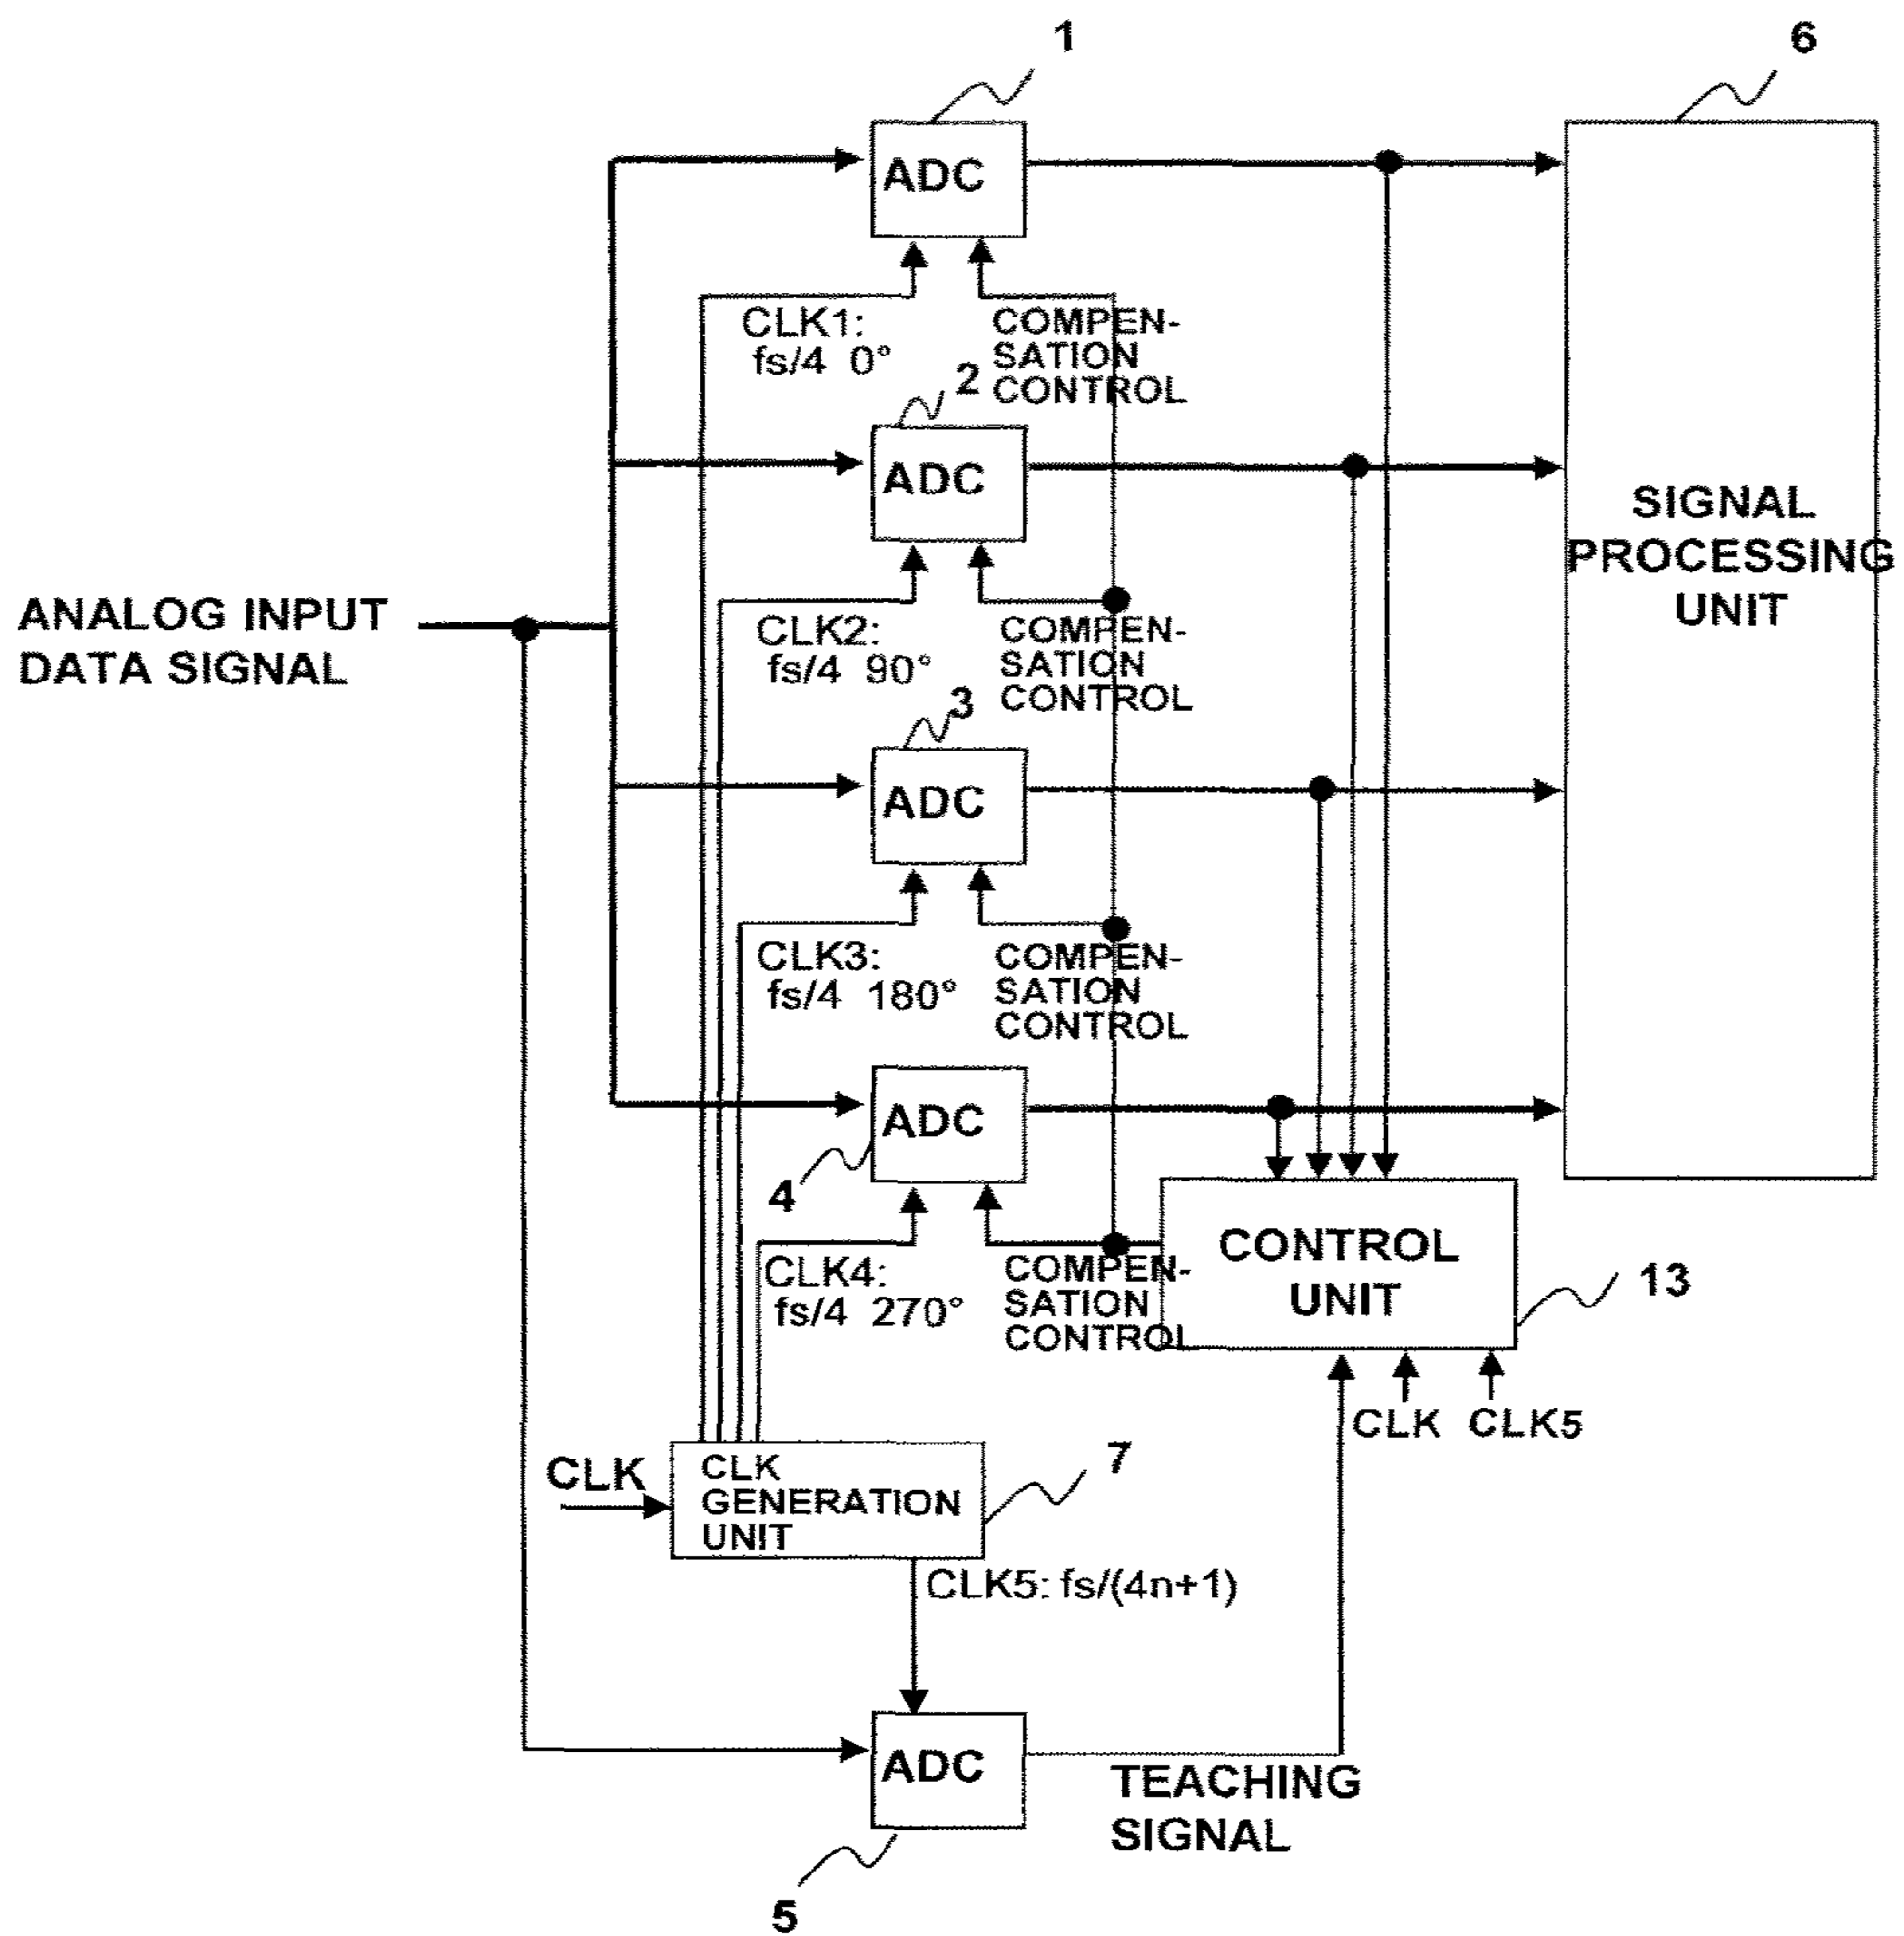 1
6
ADC
CLK1:
fs/4 0°
COMPEN-
SATION
CONTROL
2
ADC
SIGNAL
PROCESSING
UNIT
ANALOG INPUT
DATA SIGNAL
CLK2:
fs/4 90°
COMPEN-
SATION
CONTROL
3
ADC
CLK3:
fs/4 180°
COMPEN-
SATION
CONTROL
ADC
4
CLK4:
fs/4 270°
COMPEN-
SATION
CONTROL
CONTROL
UNIT
13
CLK CLK5
CLK
CLK
GENERATION
UNIT
7
CLK5: fs/(4n+1)
ADC
TEACHING
SIGNAL
5